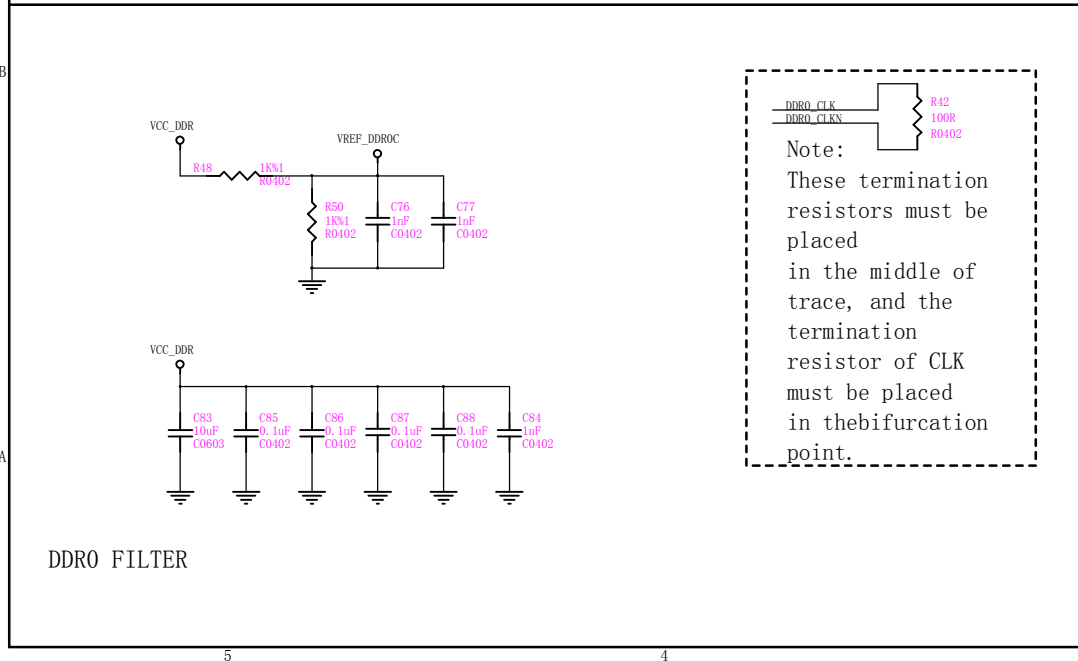 B
VCC_DDR
VREF_DDR0C
R48
1K%1
R0402
R50
1K%1
R0402
C76
1nF
C0402
C77
1nF
C0402
DDR0_CLK
DDR0_CLKN
R42
100R
R0402
Note:
These termination
resistors must be
placed
in the middle of
trace, and the
termination
resistor of CLK
must be placed
in thebifurcation
point.
VCC_DDR
C83
10uF
C0603
C85
0.1uF
C0402
C86
0.1uF
C0402
C87
0.1uF
C0402
C88
0.1uF
C0402
C84
1nF
C0402
A
DDR0 FILTER
5
4